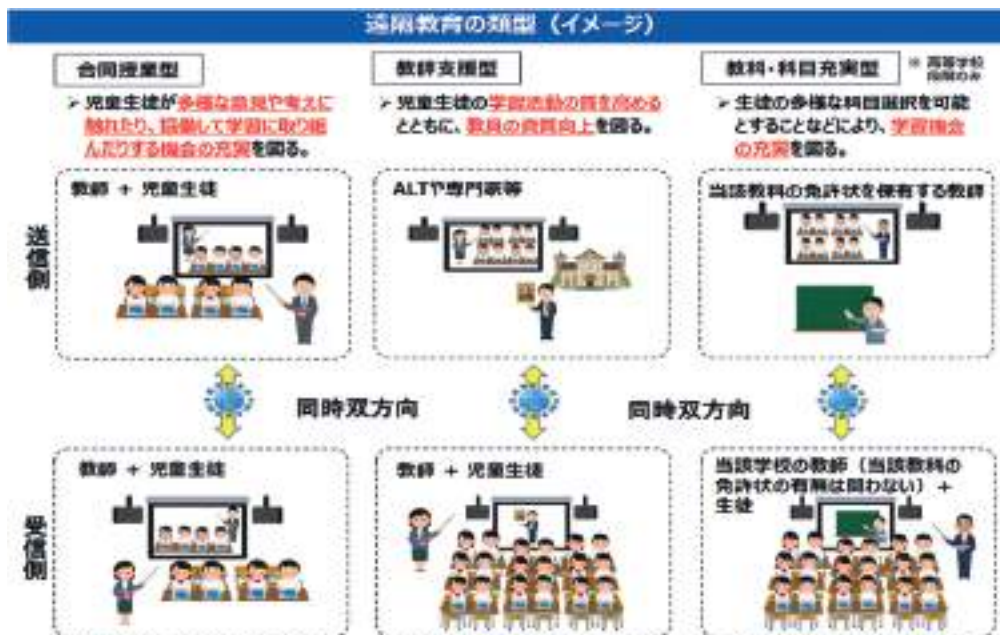 遠隔教育の類型（イメージ）
合同授業型
➢ 児童生徒が多様な意見や考えに
触れたり、協働して学習に取り組
んだりする機会の充実を図る。
教師支援型
➢ 児童生徒の学習活動の質を高める
とともに、教員の資質向上を図る。
教科・科目充実型
※ 高等学校
段階のみ
➢ 生徒の多様な科目選択を可能
とすることなどにより、学習機会
の充実を図る。
送信側
教師 + 児童生徒
ALTや専門家等
当該教科の免許状を保有する教師
同時双方向
同時双方向
受信側
教師 + 児童生徒
教師 + 児童生徒
当該学校の教師（当該教科の
免許状の有無は問わない）+
生徒